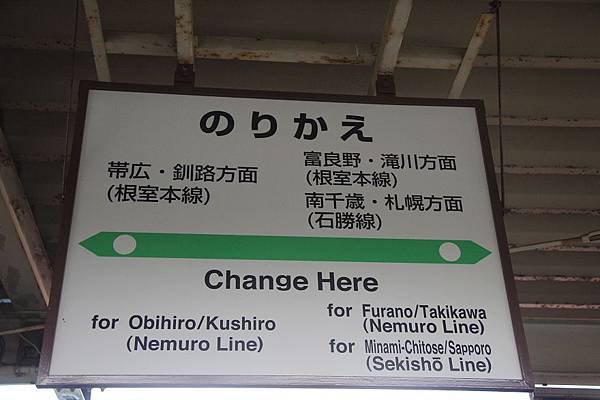 のりかえ
帯広・釧路方面
(根室本線)
富良野・滝川方面
(根室本線)
南千歳・札幌方面
(石勝線)
Change Here
for Obihiro/Kushiro
(Nemuro Line)
for Furano/Takikawa
(Nemuro Line)
for Minami-Chitose/Sapporo
(Sekishō Line)